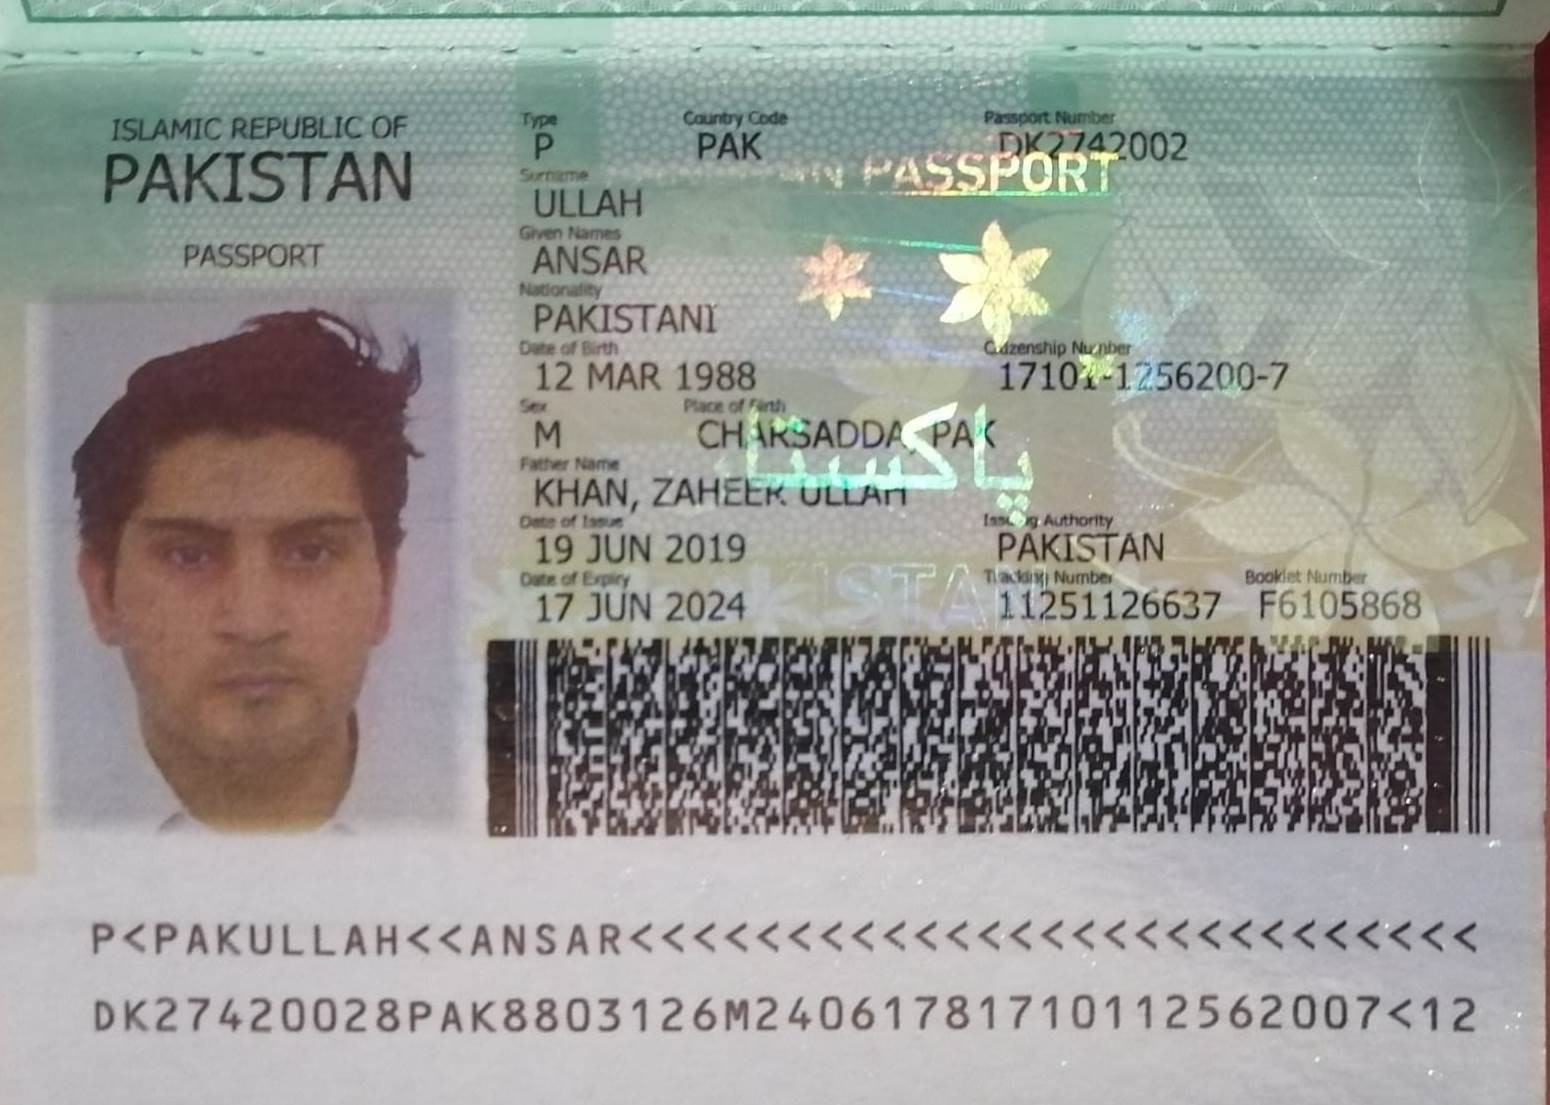 ISLAMIC REPUBLIC OF
PAKISTAN
PASSPORT
Type Country Code Passport Number
P PAK DK2742002
PASSPORT
Surname
ULLAH
Given Names
ANSAR
Nationality
PAKISTANI
Date of Birth Citizenship Number
12 MAR 1988 17101-1256200-7
Sex Place of Birth
M CHARSADDA, PAK
پاکستان
Father Name
KHAN, ZAHEER ULLAH
Date of Issue Issuing Authority
19 JUN 2019 PAKISTAN
Date of Expiry Tracking Number Booklet Number
17 JUN 2024 11251126637 F6105868
P<PAKULLAH<<ANSAR<<<<<<<<<<<<<<<<<<<<<<<<<<<
DK27420028PAK8803126M24061781710112562007<12